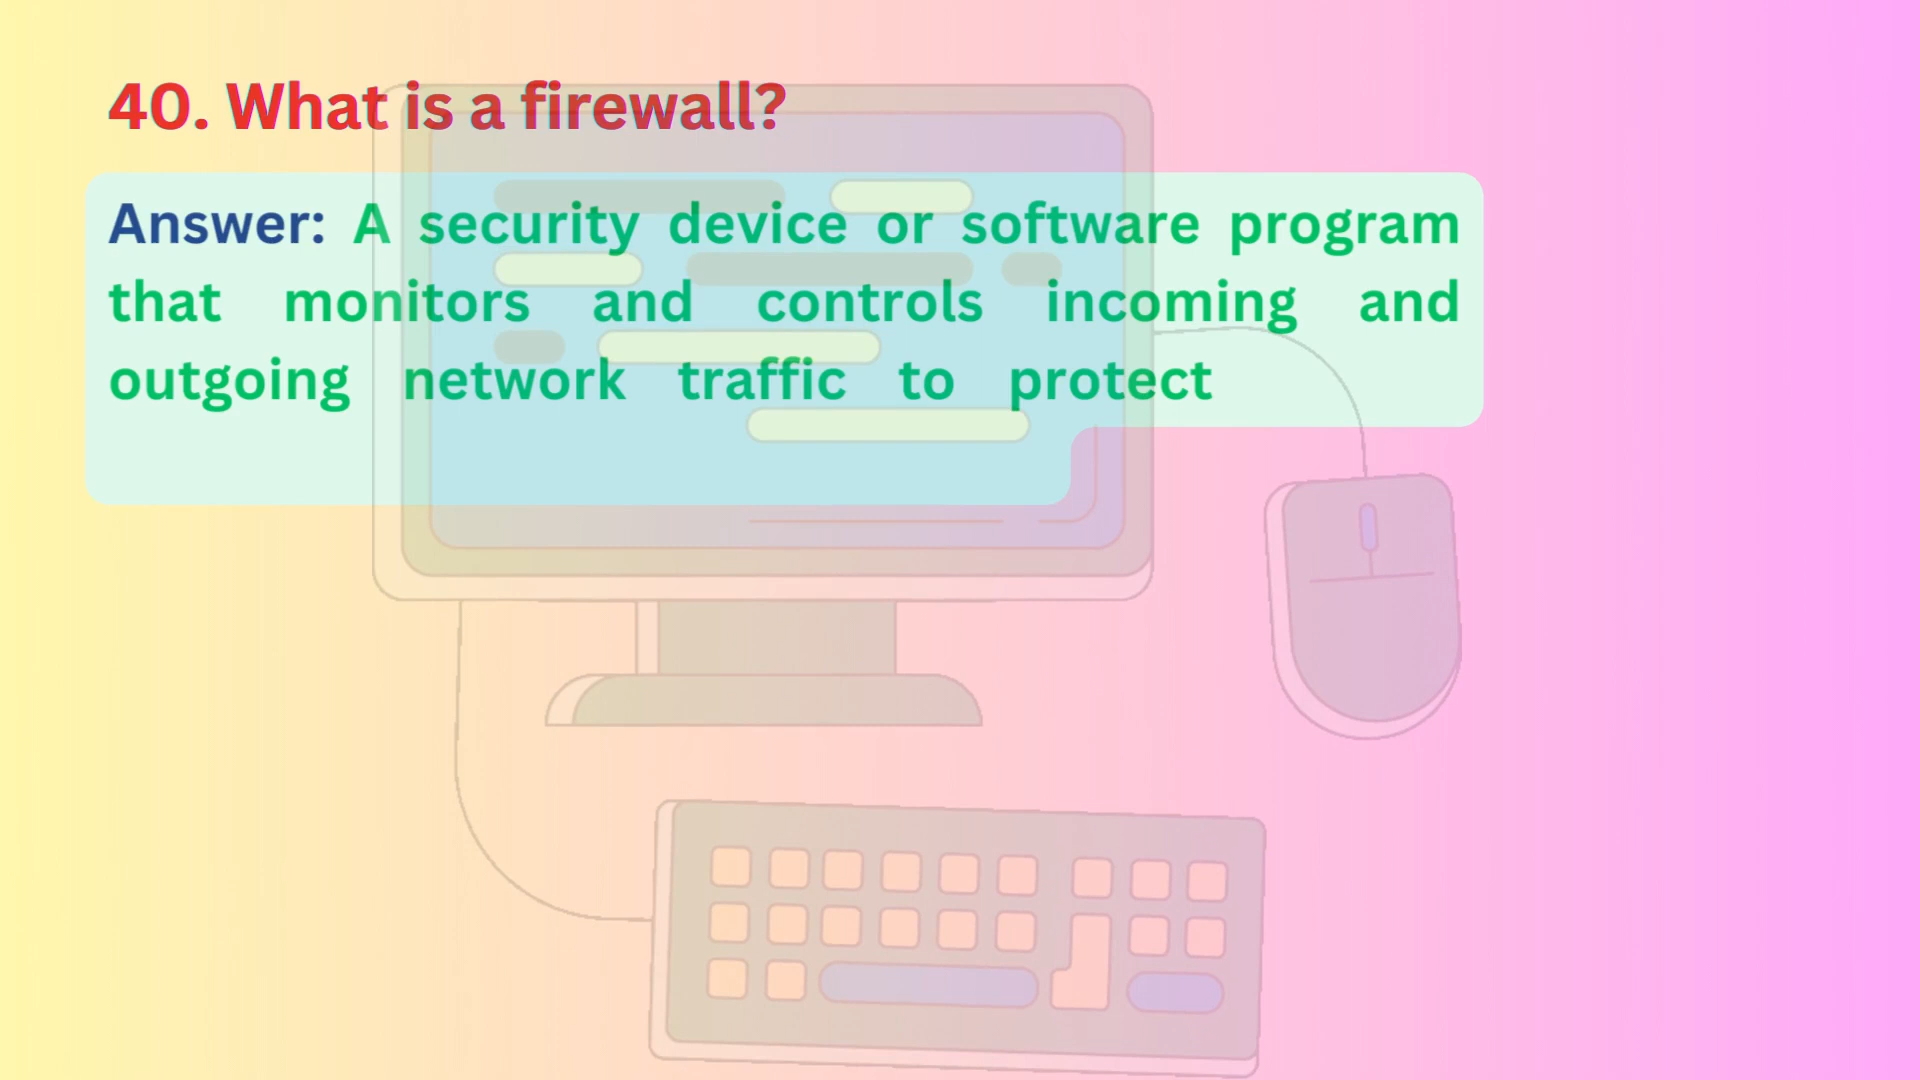 40. What is a firewall?
Answer: A security device or software program
that monitors and controls incoming and
outgoing network traffic to protect